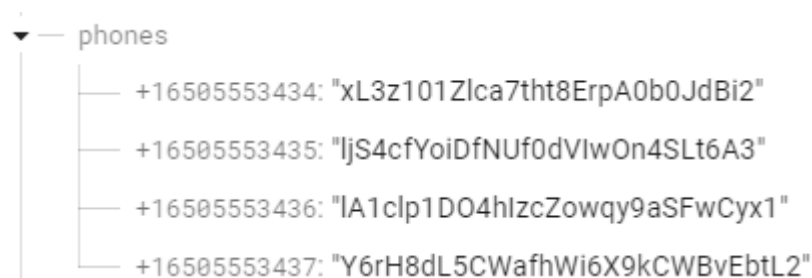 phones
+16505553434: "xL3z101Zlca7tht8ErpA0b0JdBi2"
+16505553435: "ljS4cfYoiDfNUf0dVIwOn4SLt6A3"
+16505553436: "lA1clp1DO4hIzcZowqy9aSFwCyx1"
+16505553437: "Y6rH8dL5CWafhWi6X9kCWBvEbtL2"